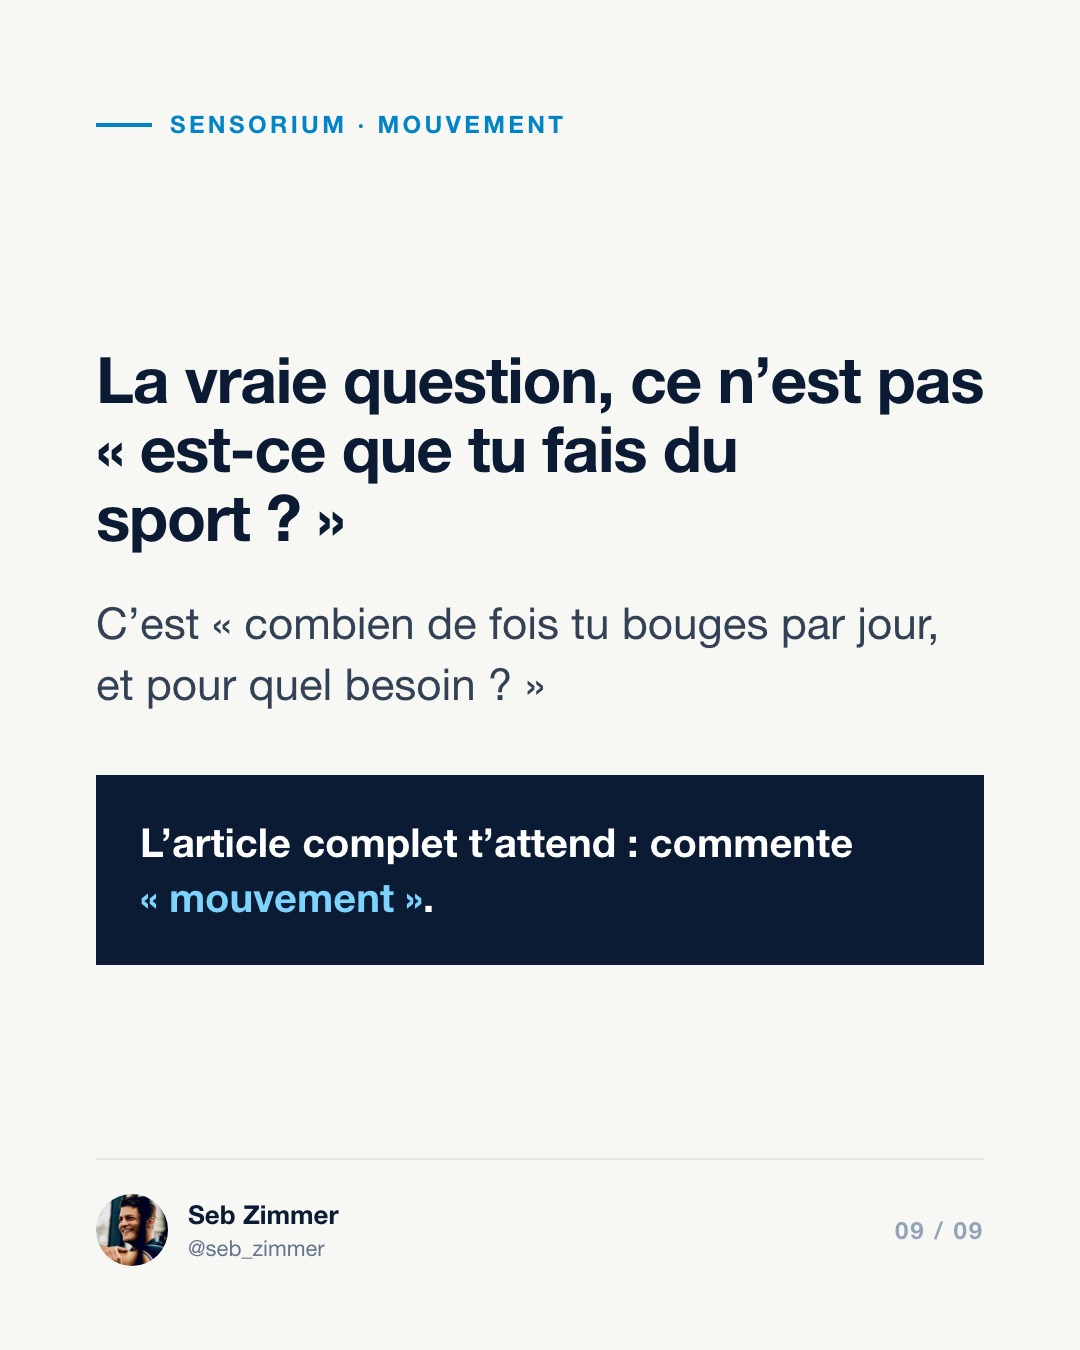 SENSORIUM · MOUVEMENT
La vraie question, ce n’est pas
« est-ce que tu fais du
sport ? »
C’est « combien de fois tu bouges par jour,
et pour quel besoin ? »
L’article complet t’attend : commente
« mouvement ».
Seb Zimmer
@seb_zimmer
09 / 09